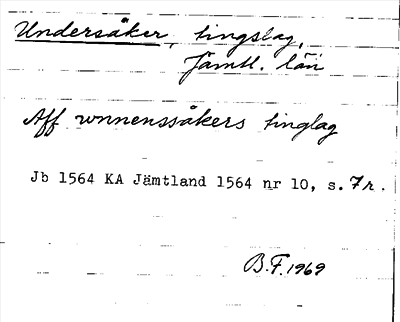 Undersåker, tingslag,
Jämtl. län
Aff wnnenssåkers tinglag
Jb 1564 KA Jämtland 1564 nr 10, s. 7r.
B.F. 1969